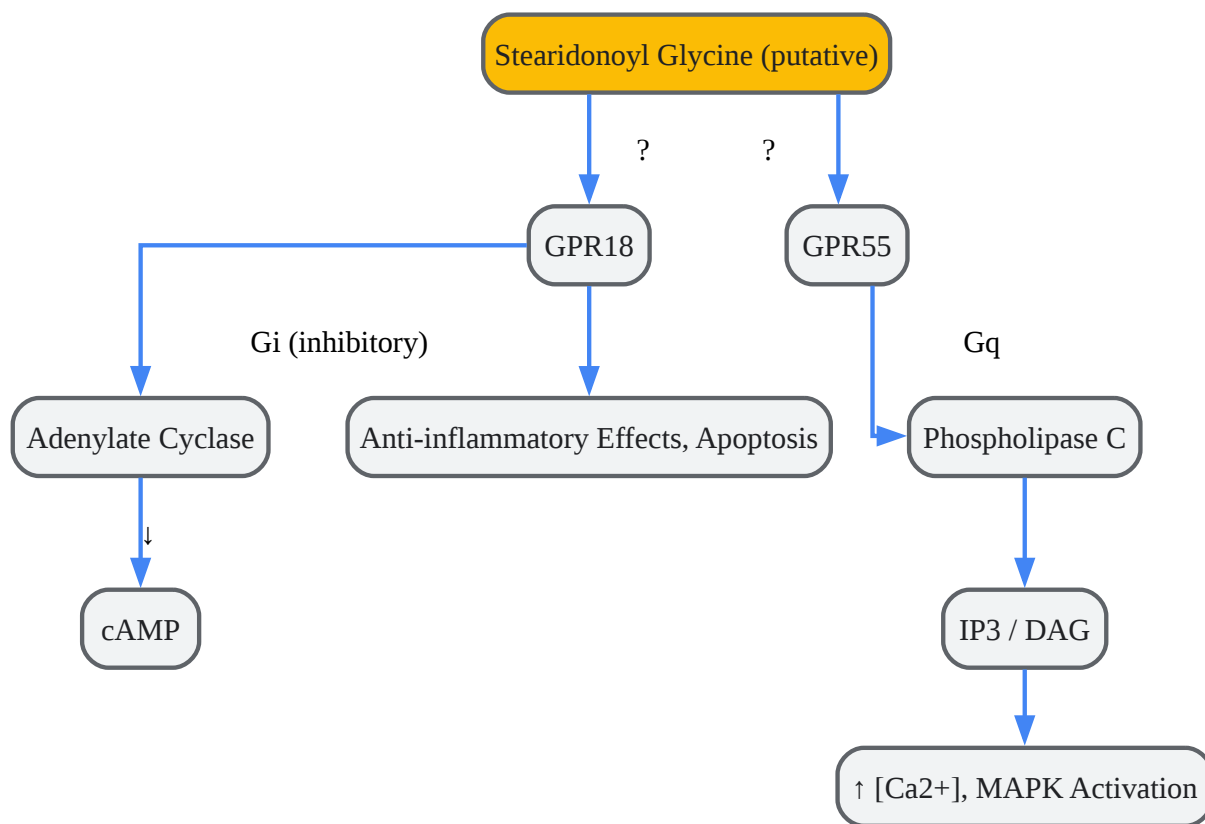 Stearidonoyl Glycine (putative)
? ?
GPR18 GPR55
Gi (inhibitory) Gq
Adenylate Cyclase Anti-inflammatory Effects, Apoptosis Phospholipase C
↓
cAMP IP3 / DAG
↑ [Ca2+], MAPK Activation